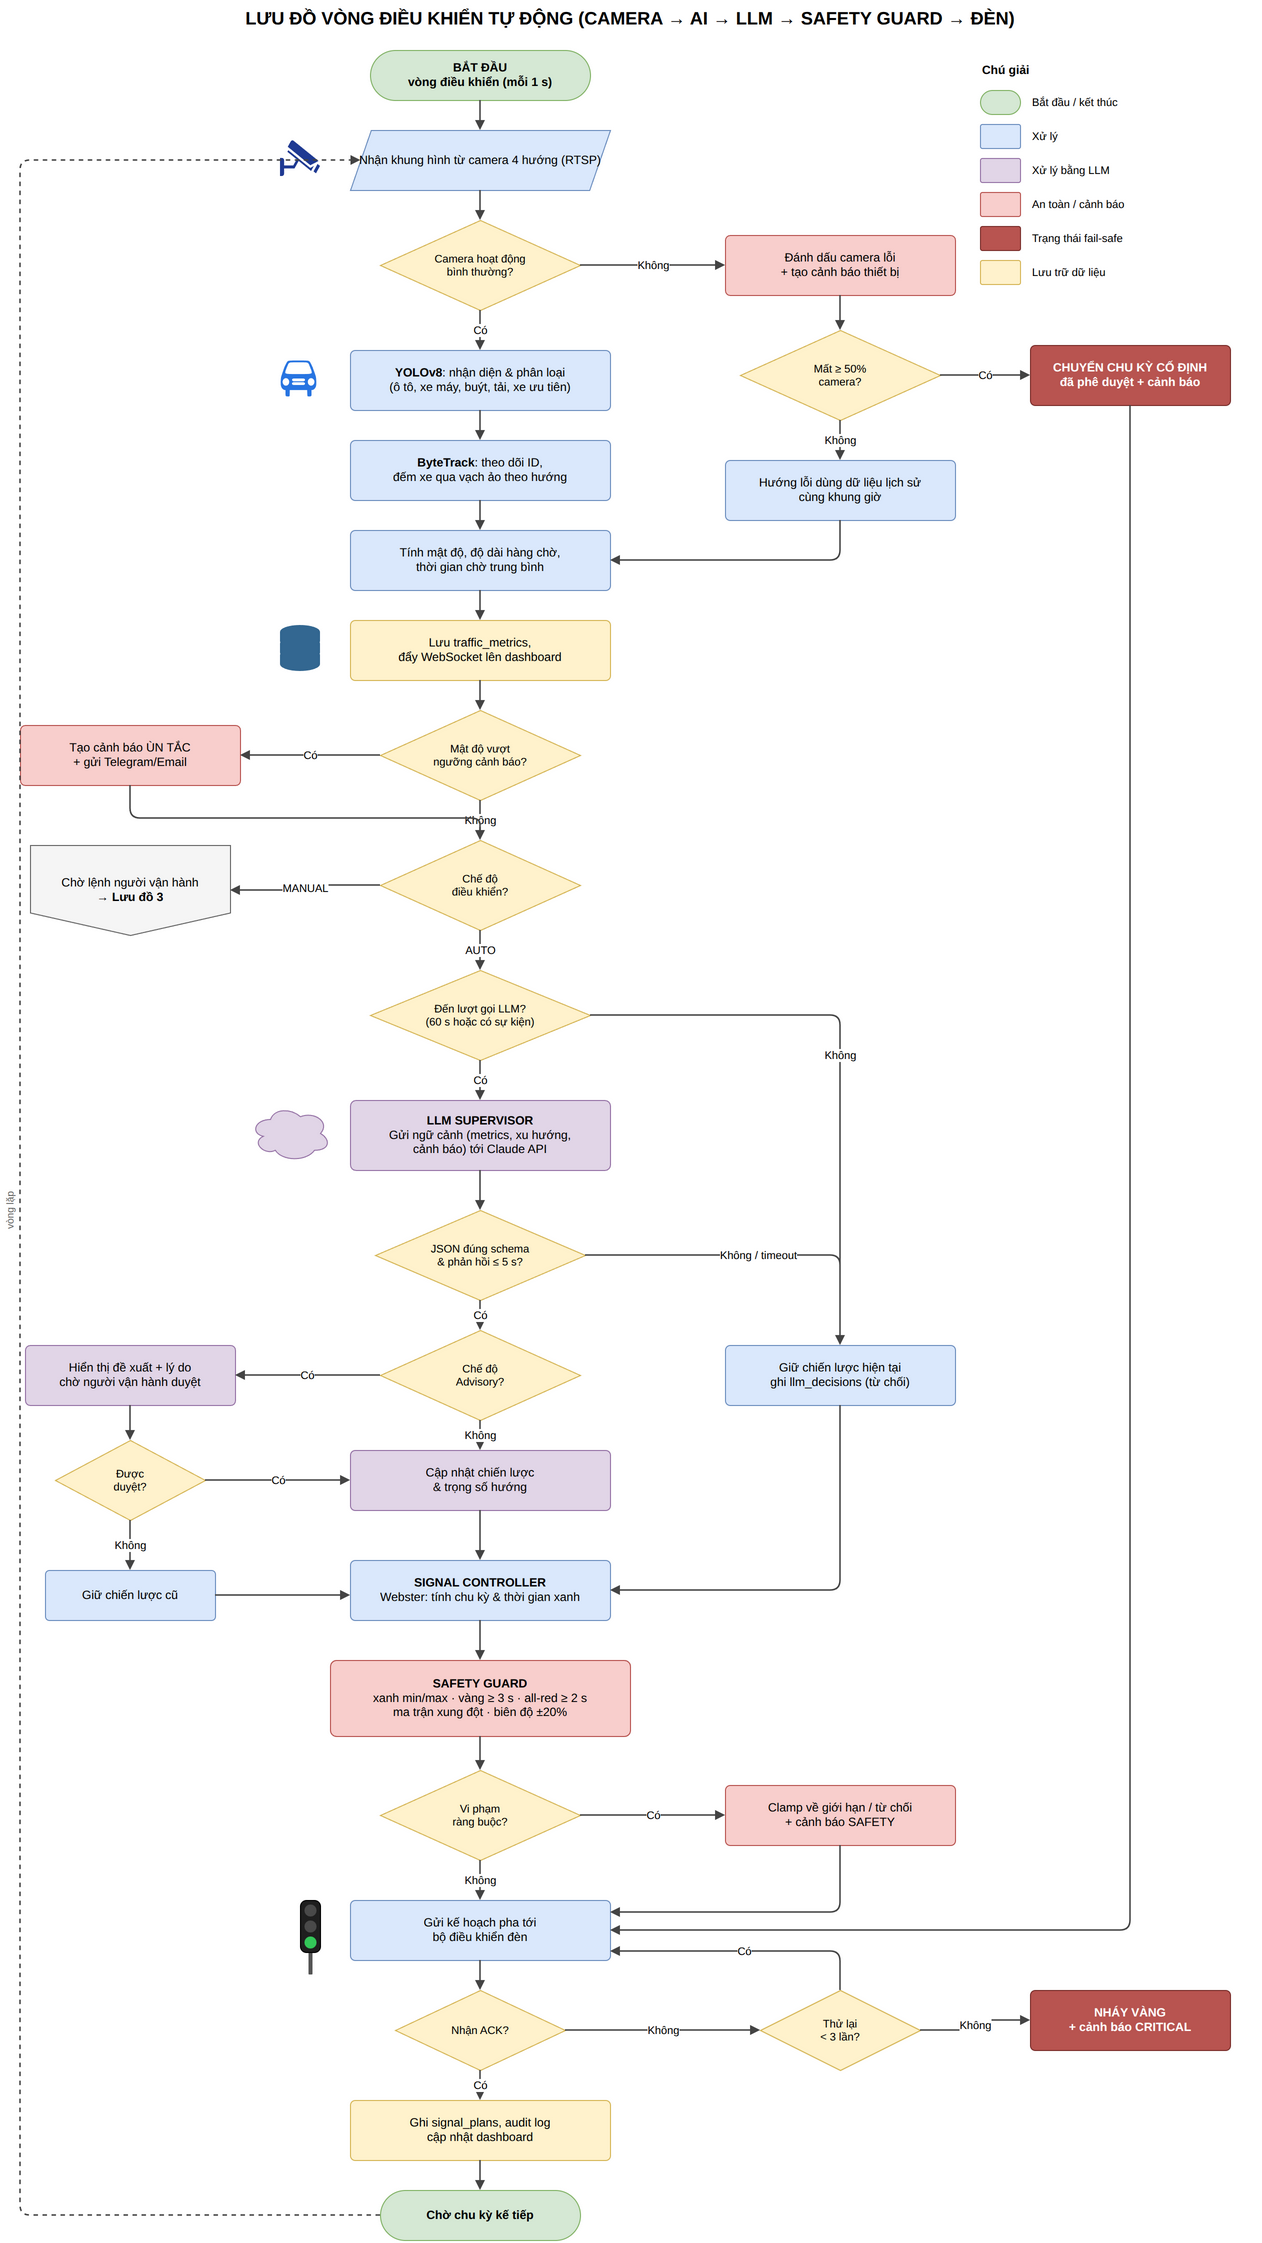 LƯU ĐỒ VÒNG ĐIỀU KHIỂN TỰ ĐỘNG (CAMERA → AI → LLM → SAFETY GUARD → ĐÈN)
BẮT ĐẦU
vòng điều khiển (mỗi 1 s)
Chú giải
Bắt đầu / kết thúc
Xử lý
Xử lý bằng LLM
An toàn / cảnh báo
Trạng thái fail-safe
Lưu trữ dữ liệu
Nhận khung hình từ camera 4 hướng (RTSP)
Camera hoạt động
bình thường?
Không
Đánh dấu camera lỗi
+ tạo cảnh báo thiết bị
Có
YOLOv8: nhận diện & phân loại
(ô tô, xe máy, buýt, tải, xe ưu tiên)
Mất ≥ 50%
camera?
Có
CHUYỂN CHU KỲ CỐ ĐỊNH
đã phê duyệt + cảnh báo
Không
ByteTrack: theo dõi ID,
đếm xe qua vạch ảo theo hướng
Hướng lỗi dùng dữ liệu lịch sử
cùng khung giờ
Tính mật độ, độ dài hàng chờ,
thời gian chờ trung bình
Lưu traffic_metrics,
đẩy WebSocket lên dashboard
Mật độ vượt
ngưỡng cảnh báo?
Có
Tạo cảnh báo ÙN TẮC
+ gửi Telegram/Email
Không
Chế độ
điều khiển?
MANUAL
Chờ lệnh người vận hành
→ Lưu đồ 3
AUTO
Đến lượt gọi LLM?
(60 s hoặc có sự kiện)
Không
Có
LLM SUPERVISOR
Gửi ngữ cảnh (metrics, xu hướng,
cảnh báo) tới Claude API
vòng lặp
JSON đúng schema
& phản hồi ≤ 5 s?
Không / timeout
Có
Chế độ
Advisory?
Có
Hiển thị đề xuất + lý do
chờ người vận hành duyệt
Giữ chiến lược hiện tại
ghi llm_decisions (từ chối)
Không
Được
duyệt?
Có
Cập nhật chiến lược
& trọng số hướng
Không
Giữ chiến lược cũ
SIGNAL CONTROLLER
Webster: tính chu kỳ & thời gian xanh
SAFETY GUARD
xanh min/max · vàng ≥ 3 s · all-red ≥ 2 s
ma trận xung đột · biên độ ±20%
Vi phạm
ràng buộc?
Có
Clamp về giới hạn / từ chối
+ cảnh báo SAFETY
Không
Gửi kế hoạch pha tới
bộ điều khiển đèn
Có
Nhận ACK?
Không
Thử lại
< 3 lần?
Không
NHÁY VÀNG
+ cảnh báo CRITICAL
Có
Ghi signal_plans, audit log
cập nhật dashboard
Chờ chu kỳ kế tiếp